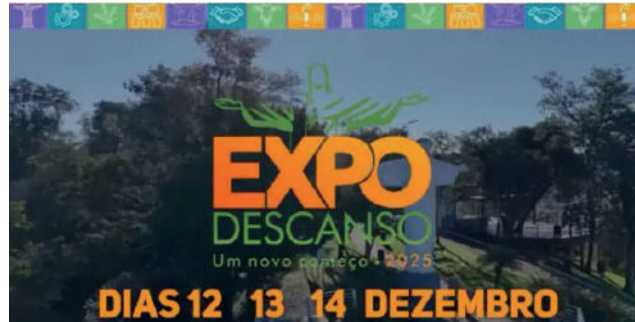 EXPO
DESCANSO
Um novo começo • 2025
DIAS 12 13 14 DEZEMBRO